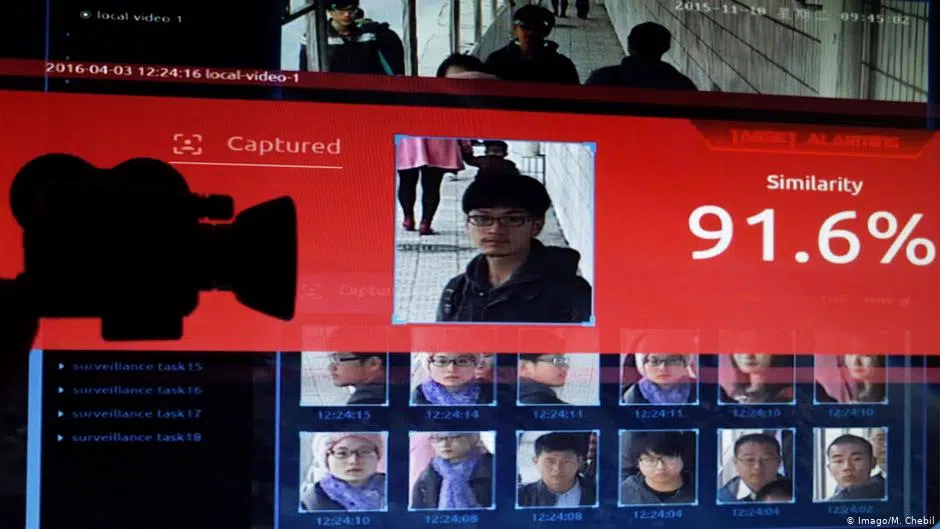 local video 1
2015-11-10 星期二 09:45:02
2016-04-03 12:24:16 local-video-1
Captured
TARGET ALARMING
Similarity
91.6%
surveillance task15
surveillance task16
surveillance task17
surveillance task18
12:24:15 12:24:14 12:24:11 12:24:11 12:24:10 12:24:10
12:24:10 12:24:08 12:24:08 12:24:04 12:24:04 12:24:02
© Imago/M. Chebil